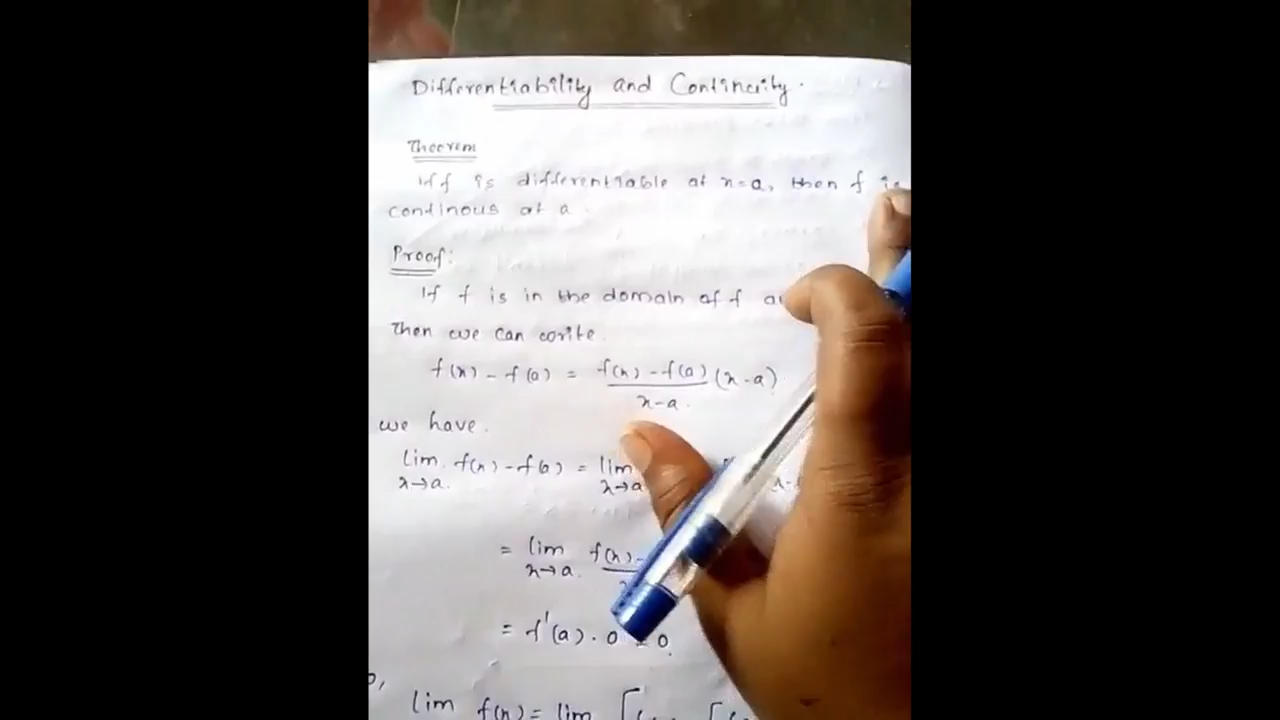 Differentiability and Continuity.
Theorem
If f is differentiable at x=a, then f is
continous at a.
Proof:
If f is in the domain of f
Then we can write.
f(x) - f(a) = f(x) - f(a) / x-a (x-a)
we have.
lim x→a. f(x) - f(a) = lim x→a
= lim x→a. f(x)-
= f'(a). 0 = 0.
lim f(x) = lim [